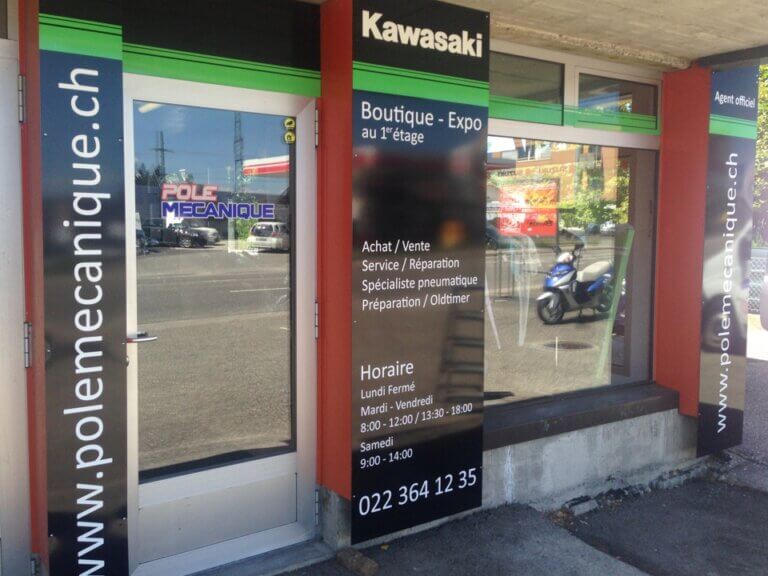 www.polemecanique.ch
POLE
MECANIQUE
Kawasaki
Boutique - Expo
au 1er étage
Achat / Vente
Service / Réparation
Spécialiste pneumatique
Préparation / Oldtimer
Horaire
Lundi Fermé
Mardi - Vendredi
8:00 - 12:00 / 13:30 - 18:00
Samedi
9:00 - 14:00
022 364 12 35
Agent officiel
www.polemecanique.ch